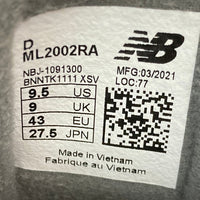 D
ML2002RA
NBJ-1091300
BNNTK1111 XSV
9.5 US
9 UK
43 EU
27.5 JPN
NB
MFG:03/2021
LOC:77
Made in Vietnam
Fabriqué au Vietnam